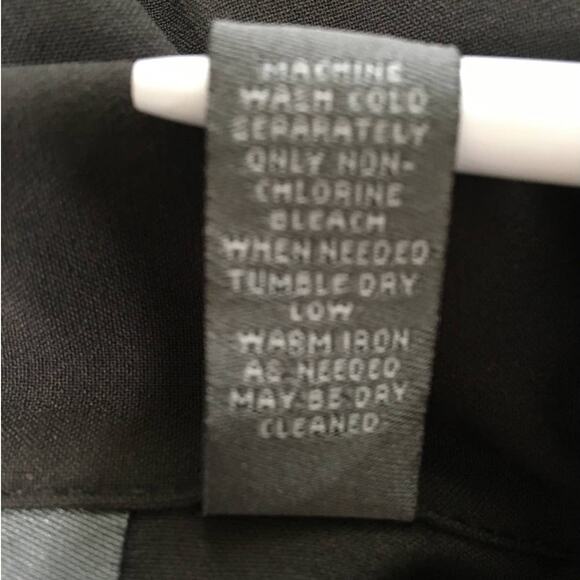 MACHINE
WASH COLD
SEPARATELY
ONLY NON-
CHLORINE
BLEACH
WHEN NEEDED
TUMBLE DRY
LOW
WARM IRON
AS NEEDED
MAY BE DRY
CLEANED